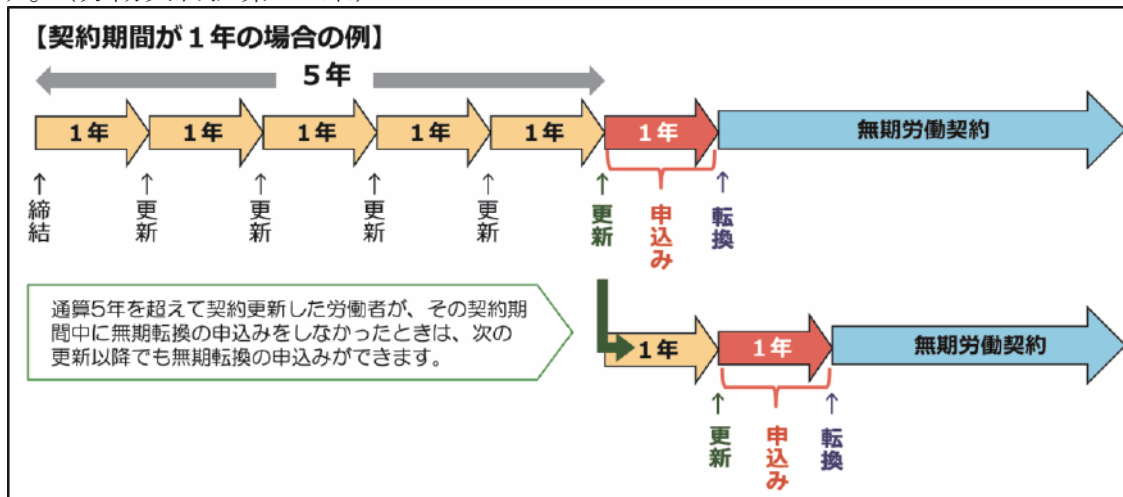 【契約期間が１年の場合の例】
５年
１年 １年 １年 １年 １年 １年 無期労働契約
↑締結 ↑更新 ↑更新 ↑更新 ↑更新 ↑更新 申込み ↑転換
通算5年を超えて契約更新した労働者が、その契約期
間中に無期転換の申込みをしなかったときは、次の
更新以降でも無期転換の申込みができます。
１年 １年 無期労働契約
↑更新 申込み ↑転換